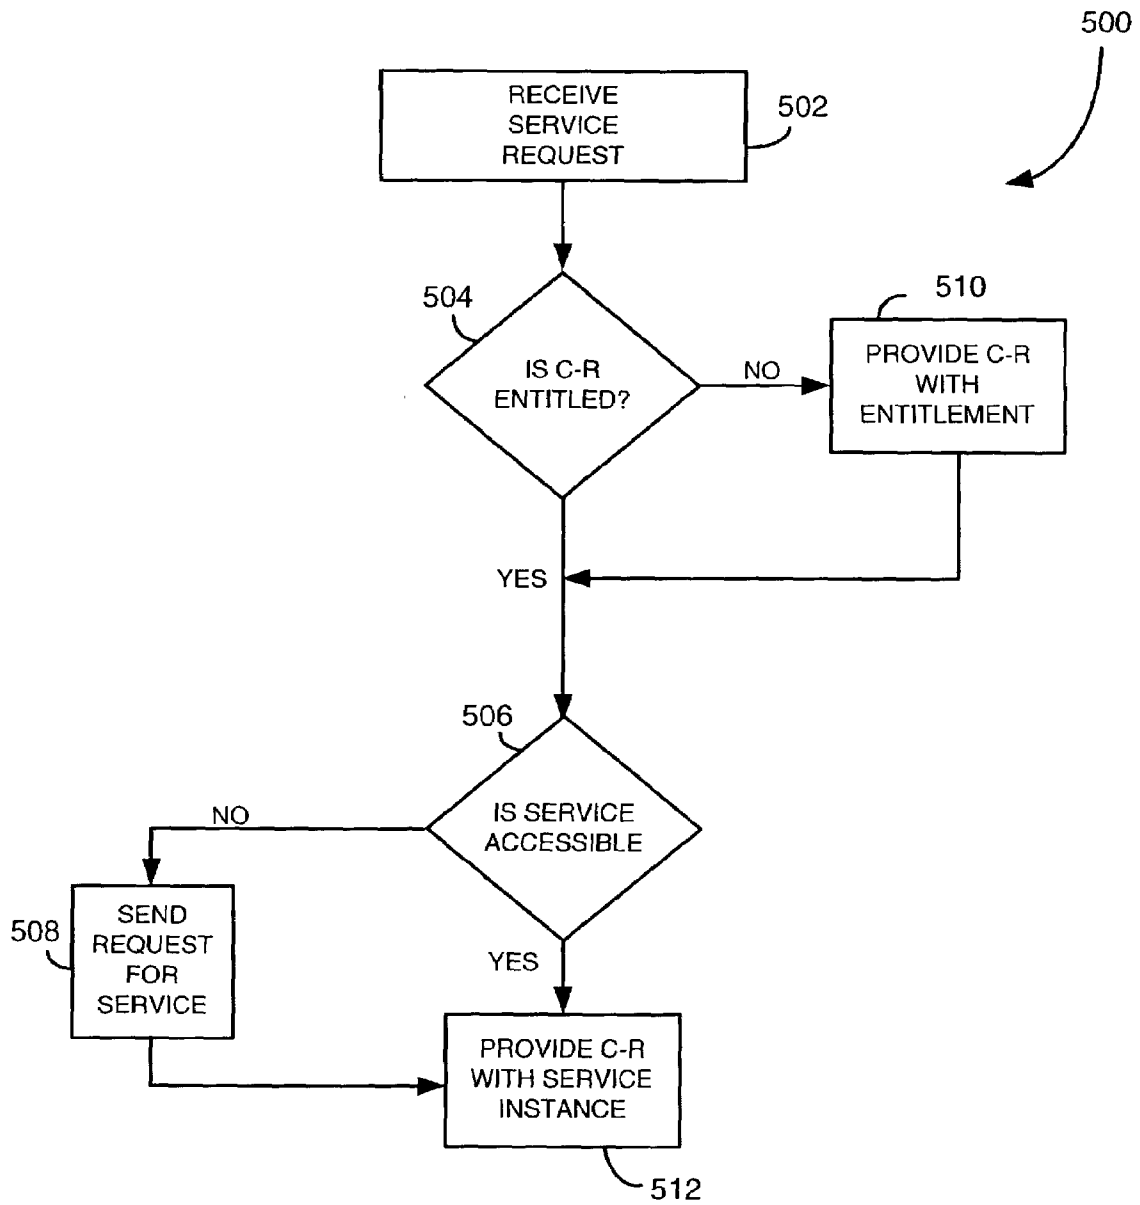 500
RECEIVE
SERVICE
REQUEST
502
504
IS C-R
ENTITLED?
NO
510
PROVIDE C-R
WITH
ENTITLEMENT
YES
506
IS SERVICE
ACCESSIBLE
NO
508
SEND
REQUEST
FOR
SERVICE
YES
PROVIDE C-R
WITH SERVICE
INSTANCE
512